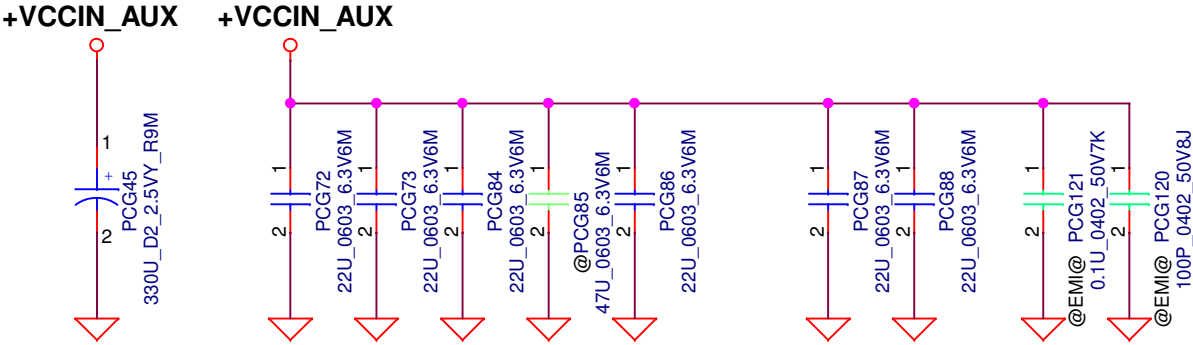 +VCCIN_AUX
+VCCIN_AUX
1
+
2
PCG45
330U_D2_2.5VY_R9M
1
2
PCG72
22U_0603_6.3V6M
1
2
PCG73
22U_0603_6.3V6M
1
2
PCG84
22U_0603_6.3V6M
1
2
@PCG85
47U_0603_6.3V6M
1
2
PCG86
22U_0603_6.3V6M
1
2
PCG87
22U_0603_6.3V6M
1
2
PCG88
22U_0603_6.3V6M
1
2
@EMI@ PCG121
0.1U_0402_50V7K
1
2
@EMI@ PCG120
100P_0402_50V8J